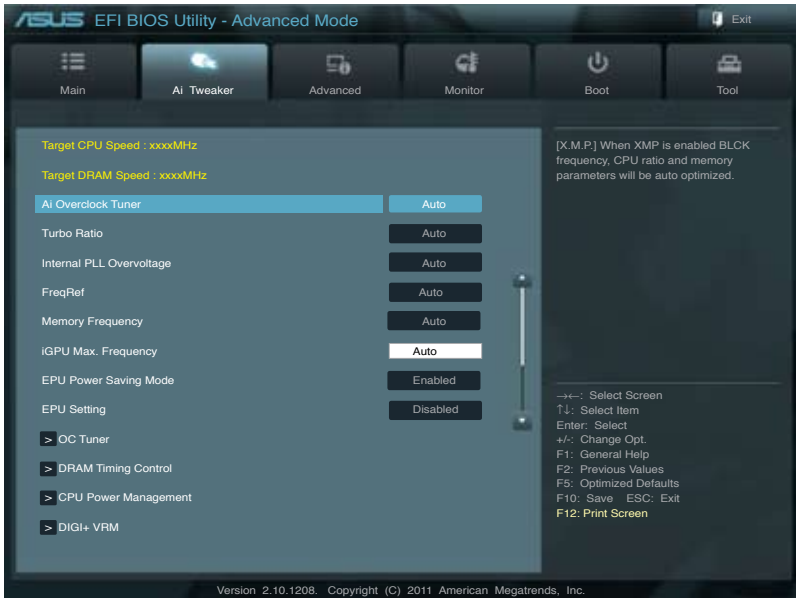 ASUS EFI BIOS Utility - Advanced Mode
Exit
Main
Ai Tweaker
Advanced
Monitor
Boot
Tool
Target CPU Speed : xxxxMHz
Target DRAM Speed : xxxxMHz
Ai Overclock Tuner Auto
Turbo Ratio Auto
Internal PLL Overvoltage Auto
FreqRef Auto
Memory Frequency Auto
iGPU Max. Frequency Auto
EPU Power Saving Mode Enabled
EPU Setting Disabled
> OC Tuner
> DRAM Timing Control
> CPU Power Management
> DIGI+ VRM
[X.M.P.] When XMP is enabled BLCK
frequency, CPU ratio and memory
parameters will be auto optimized.
→←: Select Screen
↑↓: Select Item
Enter: Select
+/-: Change Opt.
F1: General Help
F2: Previous Values
F5: Optimized Defaults
F10: Save ESC: Exit
F12: Print Screen
Version 2.10.1208. Copyright (C) 2011 American Megatrends, Inc.